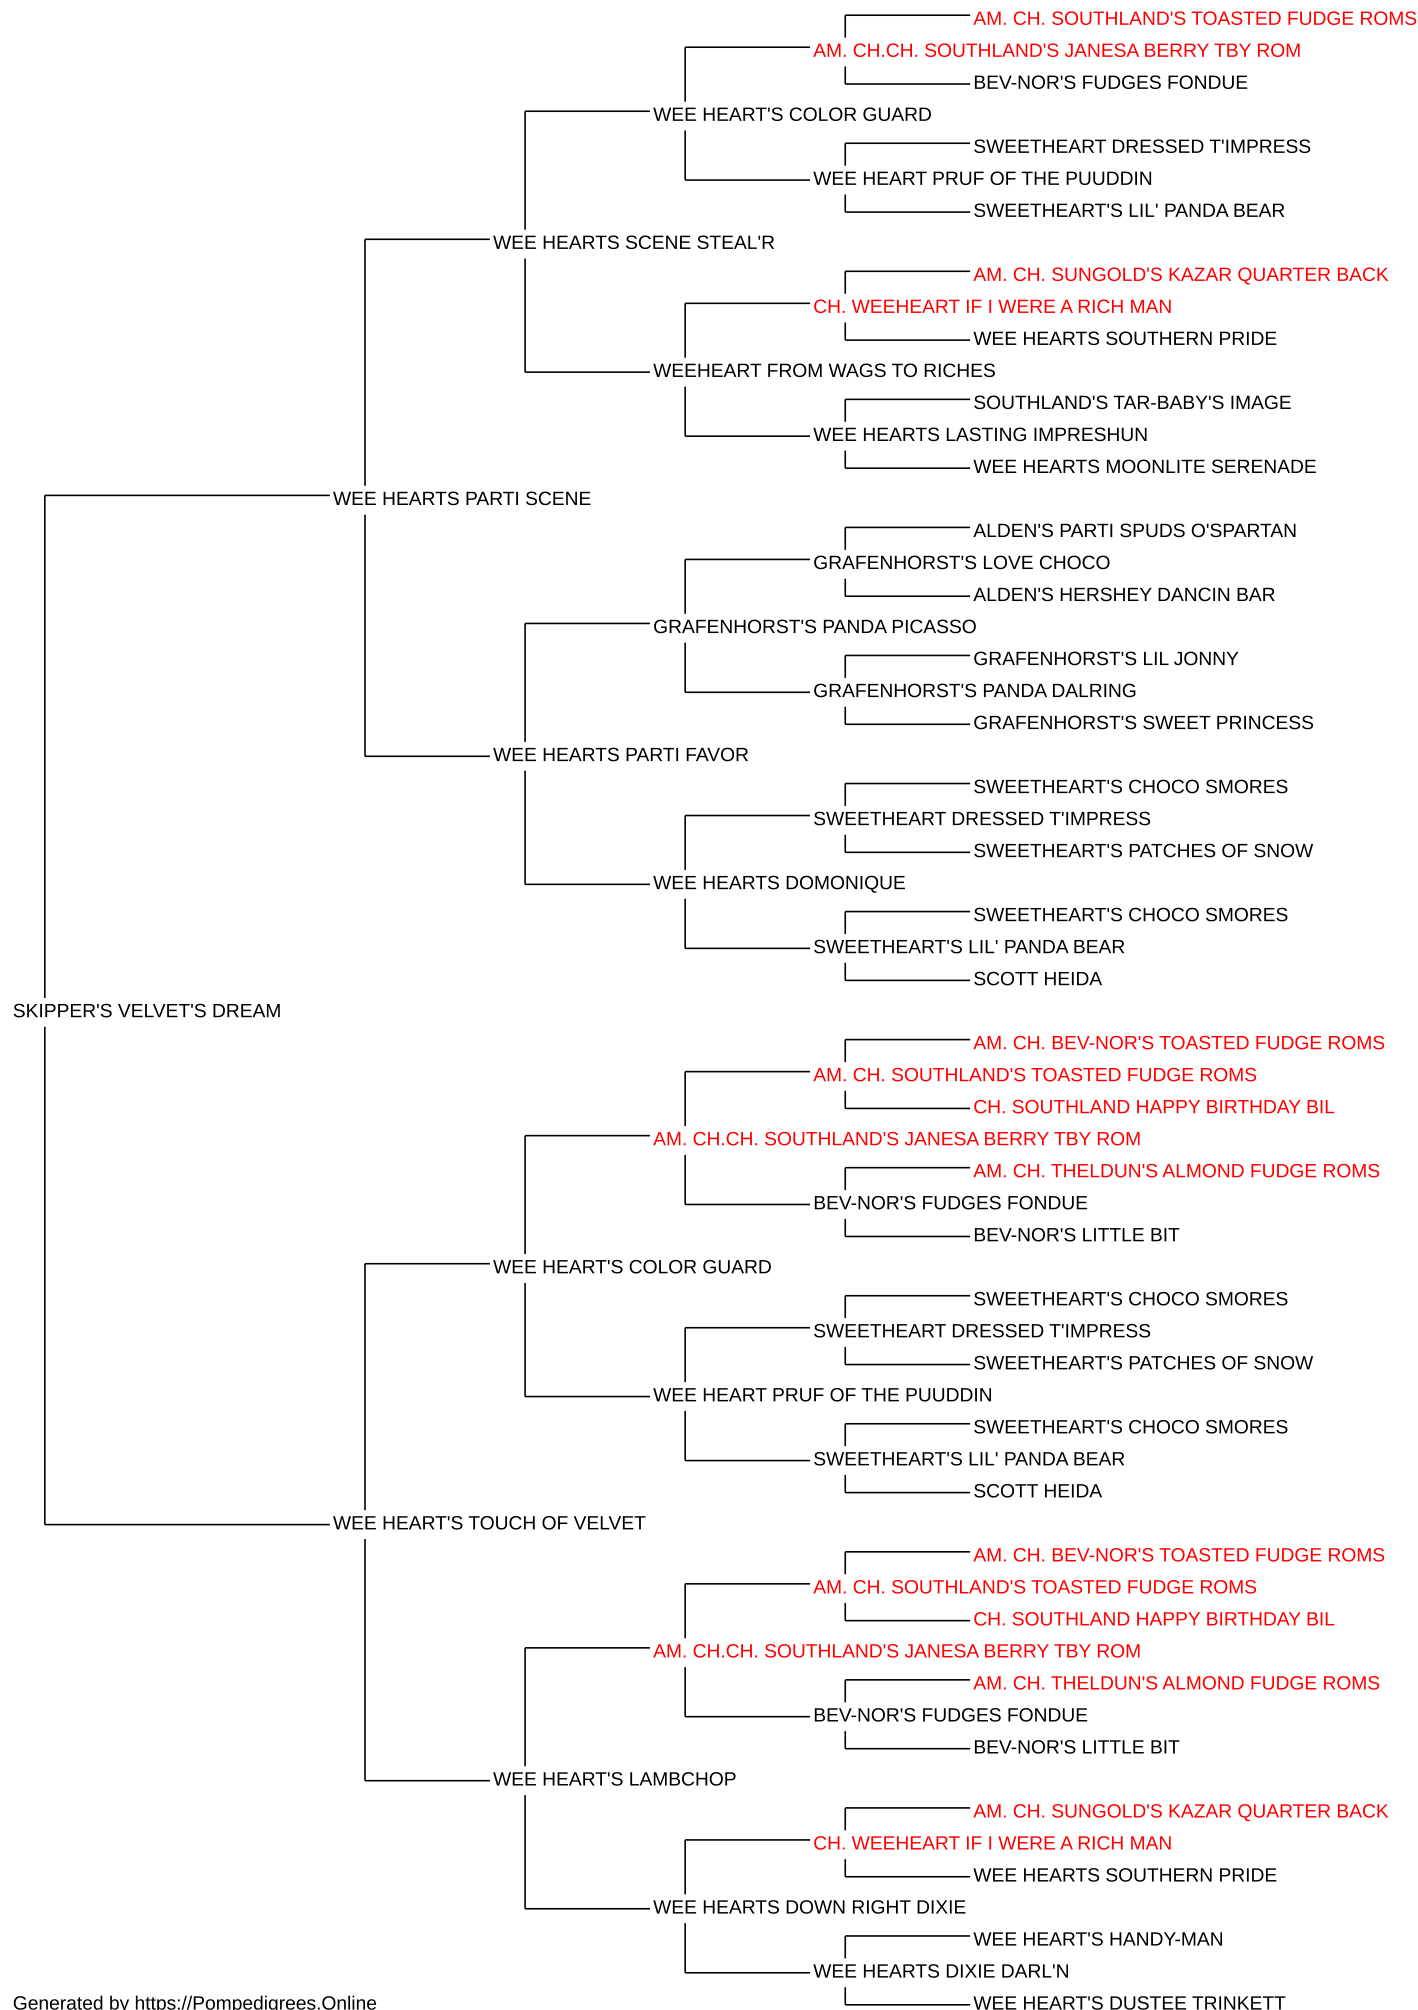 AM. CH. SOUTHLAND'S TOASTED FUDGE ROMS
AM. CH.CH. SOUTHLAND'S JANESA BERRY TBY ROM
BEV-NOR'S FUDGES FONDUE
WEE HEART'S COLOR GUARD
SWEETHEART DRESSED T'IMPRESS
WEE HEART PRUF OF THE PUUDDIN
SWEETHEART'S LIL' PANDA BEAR
WEE HEARTS SCENE STEAL'R
AM. CH. SUNGOLD'S KAZAR QUARTER BACK
CH. WEEHEART IF I WERE A RICH MAN
WEE HEARTS SOUTHERN PRIDE
WEEHEART FROM WAGS TO RICHES
SOUTHLAND'S TAR-BABY'S IMAGE
WEE HEARTS LASTING IMPRESHUN
WEE HEARTS MOONLITE SERENADE
WEE HEARTS PARTI SCENE
ALDEN'S PARTI SPUDS O'SPARTAN
GRAFENHORST'S LOVE CHOCO
ALDEN'S HERSHEY DANCIN BAR
GRAFENHORST'S PANDA PICASSO
GRAFENHORST'S LIL JONNY
GRAFENHORST'S PANDA DALRING
GRAFENHORST'S SWEET PRINCESS
WEE HEARTS PARTI FAVOR
SWEETHEART'S CHOCO SMORES
SWEETHEART DRESSED T'IMPRESS
SWEETHEART'S PATCHES OF SNOW
WEE HEARTS DOMONIQUE
SWEETHEART'S CHOCO SMORES
SWEETHEART'S LIL' PANDA BEAR
SCOTT HEIDA
SKIPPER'S VELVET'S DREAM
AM. CH. BEV-NOR'S TOASTED FUDGE ROMS
AM. CH. SOUTHLAND'S TOASTED FUDGE ROMS
CH. SOUTHLAND HAPPY BIRTHDAY BIL
AM. CH.CH. SOUTHLAND'S JANESA BERRY TBY ROM
AM. CH. THELDUN'S ALMOND FUDGE ROMS
BEV-NOR'S FUDGES FONDUE
BEV-NOR'S LITTLE BIT
WEE HEART'S COLOR GUARD
SWEETHEART'S CHOCO SMORES
SWEETHEART DRESSED T'IMPRESS
SWEETHEART'S PATCHES OF SNOW
WEE HEART PRUF OF THE PUUDDIN
SWEETHEART'S CHOCO SMORES
SWEETHEART'S LIL' PANDA BEAR
SCOTT HEIDA
WEE HEART'S TOUCH OF VELVET
AM. CH. BEV-NOR'S TOASTED FUDGE ROMS
AM. CH. SOUTHLAND'S TOASTED FUDGE ROMS
CH. SOUTHLAND HAPPY BIRTHDAY BIL
AM. CH.CH. SOUTHLAND'S JANESA BERRY TBY ROM
AM. CH. THELDUN'S ALMOND FUDGE ROMS
BEV-NOR'S FUDGES FONDUE
BEV-NOR'S LITTLE BIT
WEE HEART'S LAMBCHOP
AM. CH. SUNGOLD'S KAZAR QUARTER BACK
CH. WEEHEART IF I WERE A RICH MAN
WEE HEARTS SOUTHERN PRIDE
WEE HEARTS DOWN RIGHT DIXIE
WEE HEART'S HANDY-MAN
WEE HEARTS DIXIE DARL'N
WEE HEART'S DUSTEE TRINKETT
Generated by https://Pompedigrees.Online